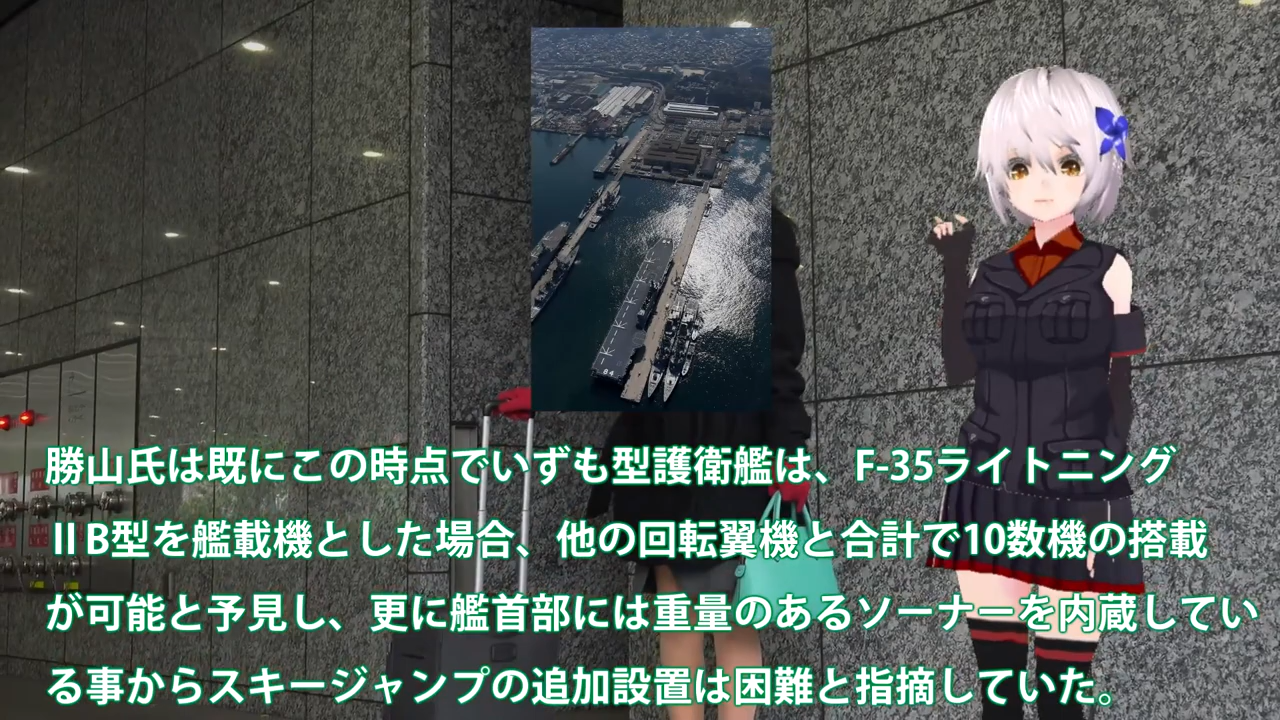 84
勝山氏は既にこの時点でいずも型護衛艦は、F-35ライトニング
ⅡB型を艦載機とした場合、他の回転翼機と合計で10数機の搭載
が可能と予見し、更に艦首部には重量のあるソーナーを内蔵してい
る事からスキージャンプの追加設置は困難と指摘していた。